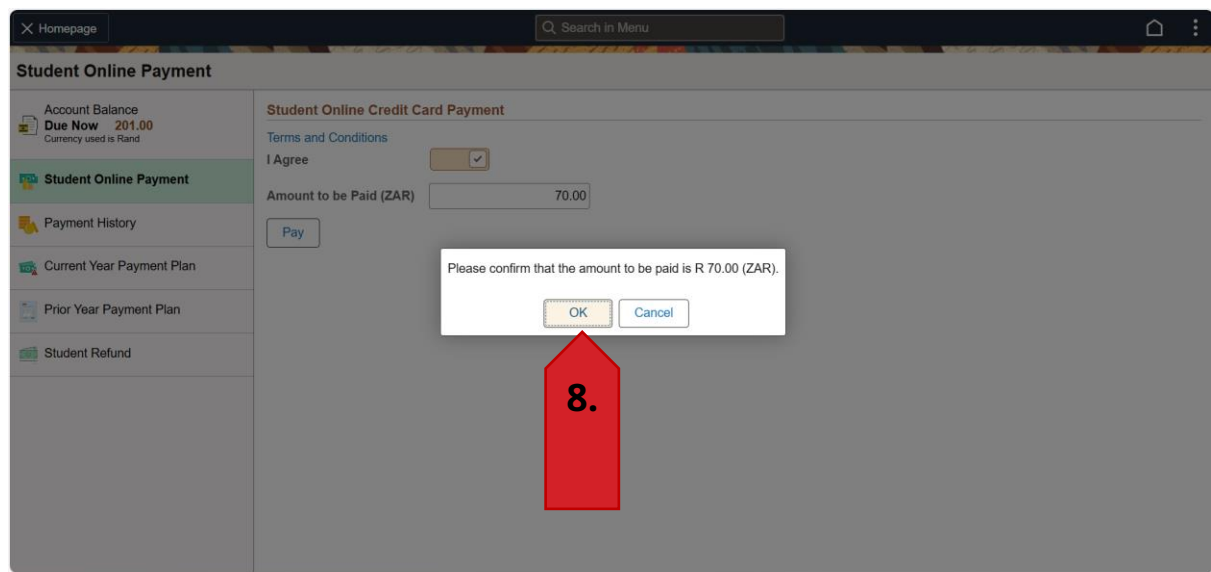 Homepage
Search in Menu
Student Online Payment
Account Balance
Due Now 201.00
Currency used is Rand
Student Online Payment
Payment History
Current Year Payment Plan
Prior Year Payment Plan
Student Refund
Student Online Credit Card Payment
Terms and Conditions
I Agree
Amount to be Paid (ZAR) 70.00
Pay
Please confirm that the amount to be paid is R 70.00 (ZAR).
OK Cancel
8.